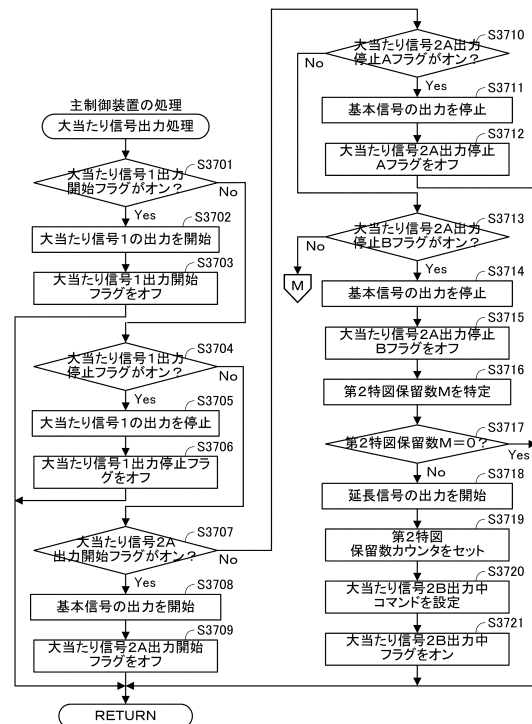 主制御装置の処理
大当たり信号出力処理
S3701
大当たり信号1出力
開始フラグがオン?
No
Yes
S3702
大当たり信号1の出力を開始
S3703
大当たり信号1出力開始
フラグをオフ
S3704
大当たり信号1出力
停止フラグがオン?
No
Yes
S3705
大当たり信号1の出力を停止
S3706
大当たり信号1出力停止フラ
グをオフ
S3707
大当たり信号2A
出力開始フラグがオン?
No
Yes
S3708
基本信号の出力を開始
S3709
大当たり信号2A出力開始
フラグをオフ
RETURN
S3710
大当たり信号2A出力
停止Aフラグがオン?
No
Yes
S3711
基本信号の出力を停止
S3712
大当たり信号2A出力停止
Aフラグをオフ
S3713
大当たり信号2A出力
停止Bフラグがオン?
No
M
Yes
S3714
基本信号の出力を停止
S3715
大当たり信号2A出力停止
Bフラグをオフ
S3716
第2特図保留数Mを特定
S3717
第2特図保留数M=0?
Yes
No
S3718
延長信号の出力を開始
S3719
第2特図
保留数カウンタをセット
S3720
大当たり信号2B出力中
コマンドを設定
S3721
大当たり信号2B出力中
フラグをオン